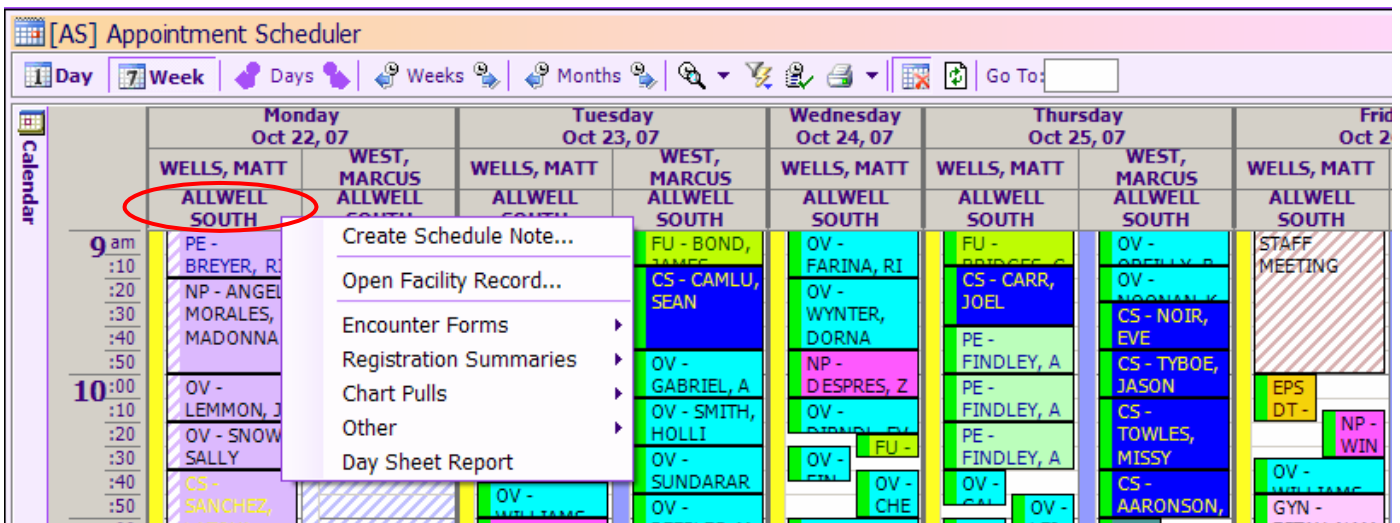 [AS] Appointment Scheduler
1 Day 7 Week Days Weeks Months Go To:
Calendar
Monday
Oct 22, 07
Tuesday
Oct 23, 07
Wednesday
Oct 24, 07
Thursday
Oct 25, 07
WELLS, MATT
WEST,
MARCUS
WELLS, MATT
WEST,
MARCUS
WELLS, MATT
WELLS, MATT
WEST,
MARCUS
WELLS, MATT
ALLWELL
SOUTH
ALLWELL
ALLWELL
ALLWELL
SOUTH
ALLWELL
SOUTH
ALLWELL
SOUTH
ALLWELL
SOUTH
ALLWELL
SOUTH
9 am
:10
:20
:30
:40
:50
10:00
:10
:20
:30
:40
:50
PE -
BREYER,
NP - ANGEL
MORALES,
MADONNA
OV -
LEMMON,
OV - SNOW
SALLY
CS -
SANCHEZ,
Create Schedule Note...
Open Facility Record...
Encounter Forms
Registration Summaries
Chart Pulls
Other
Day Sheet Report
OV -
FU - BOND,
CS - CAMLU,
SEAN
OV -
GABRIEL, A
OV - SMITH,
HOLLI
OV -
SUNDARAR
OV -
OV -
FARINA, RI
OV -
WYNTER,
DORNA
NP -
DESPRES, Z
OV -
FU -
OV -
OV -
CHE
FU -
CS - CARR,
JOEL
PE -
FINDLEY, A
PE -
FINDLEY, A
PE -
FINDLEY, A
OV -
OV -
OV -
OV -
CS - NOIR,
EVE
CS - TYBOE,
JASON
CS -
TOWLES,
MISSY
CS -
AARONSON,
STAFF
MEETING
EPS
DT -
NP -
WIN
OV -
GYN -